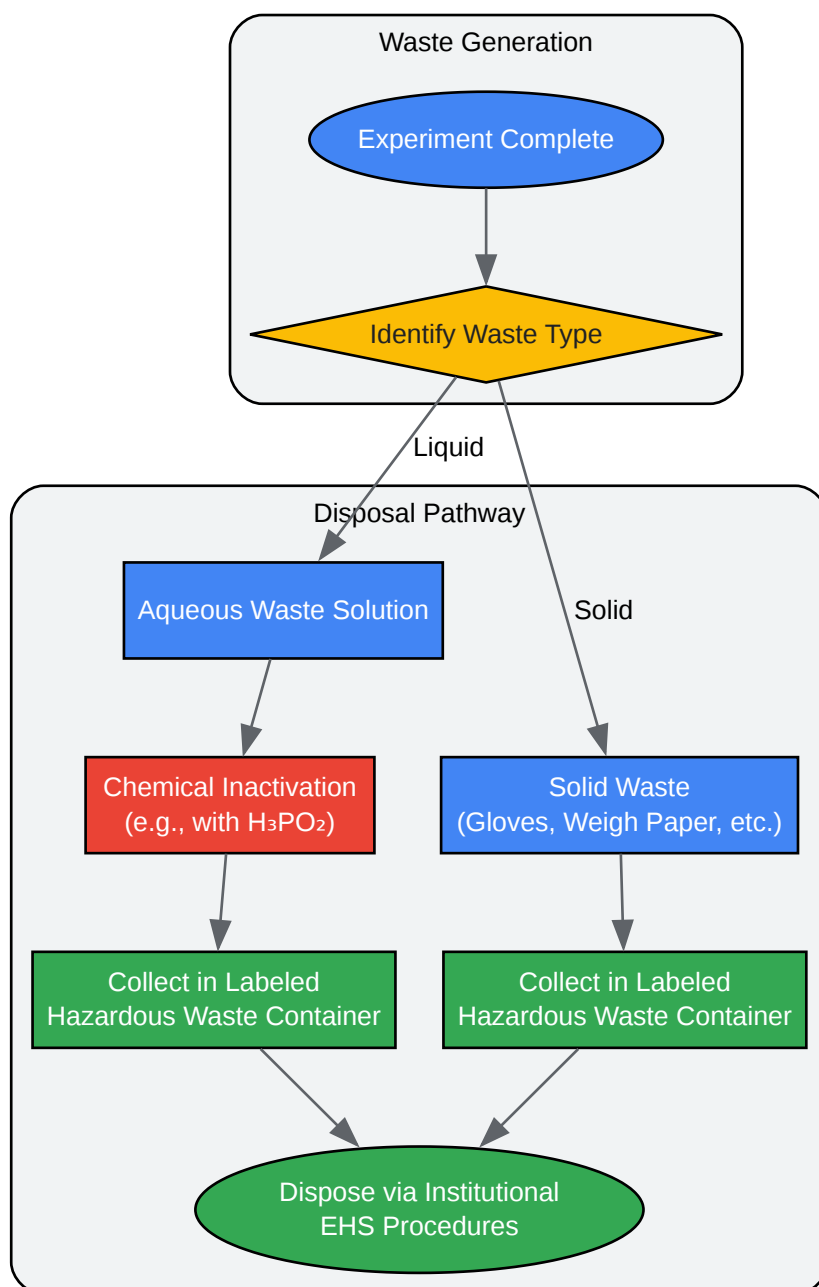 Waste Generation
Experiment Complete
Identify Waste Type
Liquid
Disposal Pathway
Aqueous Waste Solution
Solid
Chemical Inactivation
(e.g., with H₃PO₂)
Solid Waste
(Gloves, Weigh Paper, etc.)
Collect in Labeled
Hazardous Waste Container
Collect in Labeled
Hazardous Waste Container
Dispose via Institutional
EHS Procedures